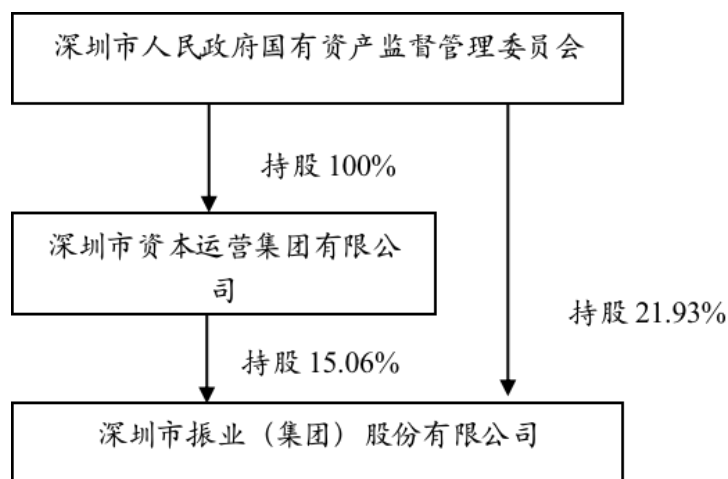 深圳市人民政府国有资产监督管理委员会
持股 100%
深圳市资本运营集团有限公
司
持股 21.93%
持股 15.06%
深圳市振业（集团）股份有限公司